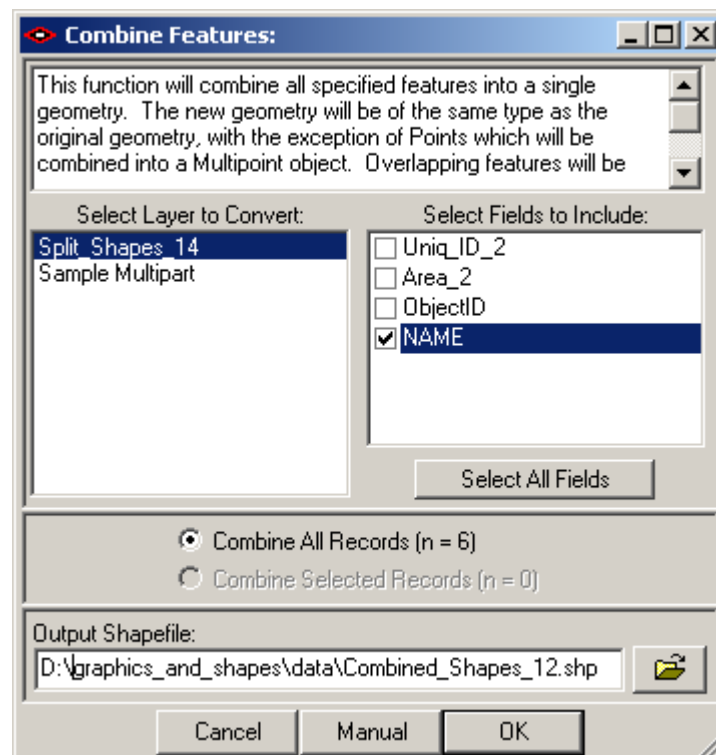 Combine Features:
This function will combine all specified features into a single
geometry. The new geometry will be of the same type as the
original geometry, with the exception of Points which will be
combined into a Multipoint object. Overlapping features will be
Select Layer to Convert:
Split_Shapes_14
Sample Multipart
Select Fields to Include:
Uniq_ID_2
Area_2
ObjectID
NAME
Select All Fields
Combine All Records (n = 6)
Combine Selected Records (n = 0)
Output Shapefile:
D:\graphics_and_shapes\data\Combined_Shapes_12.shp
Cancel
Manual
OK